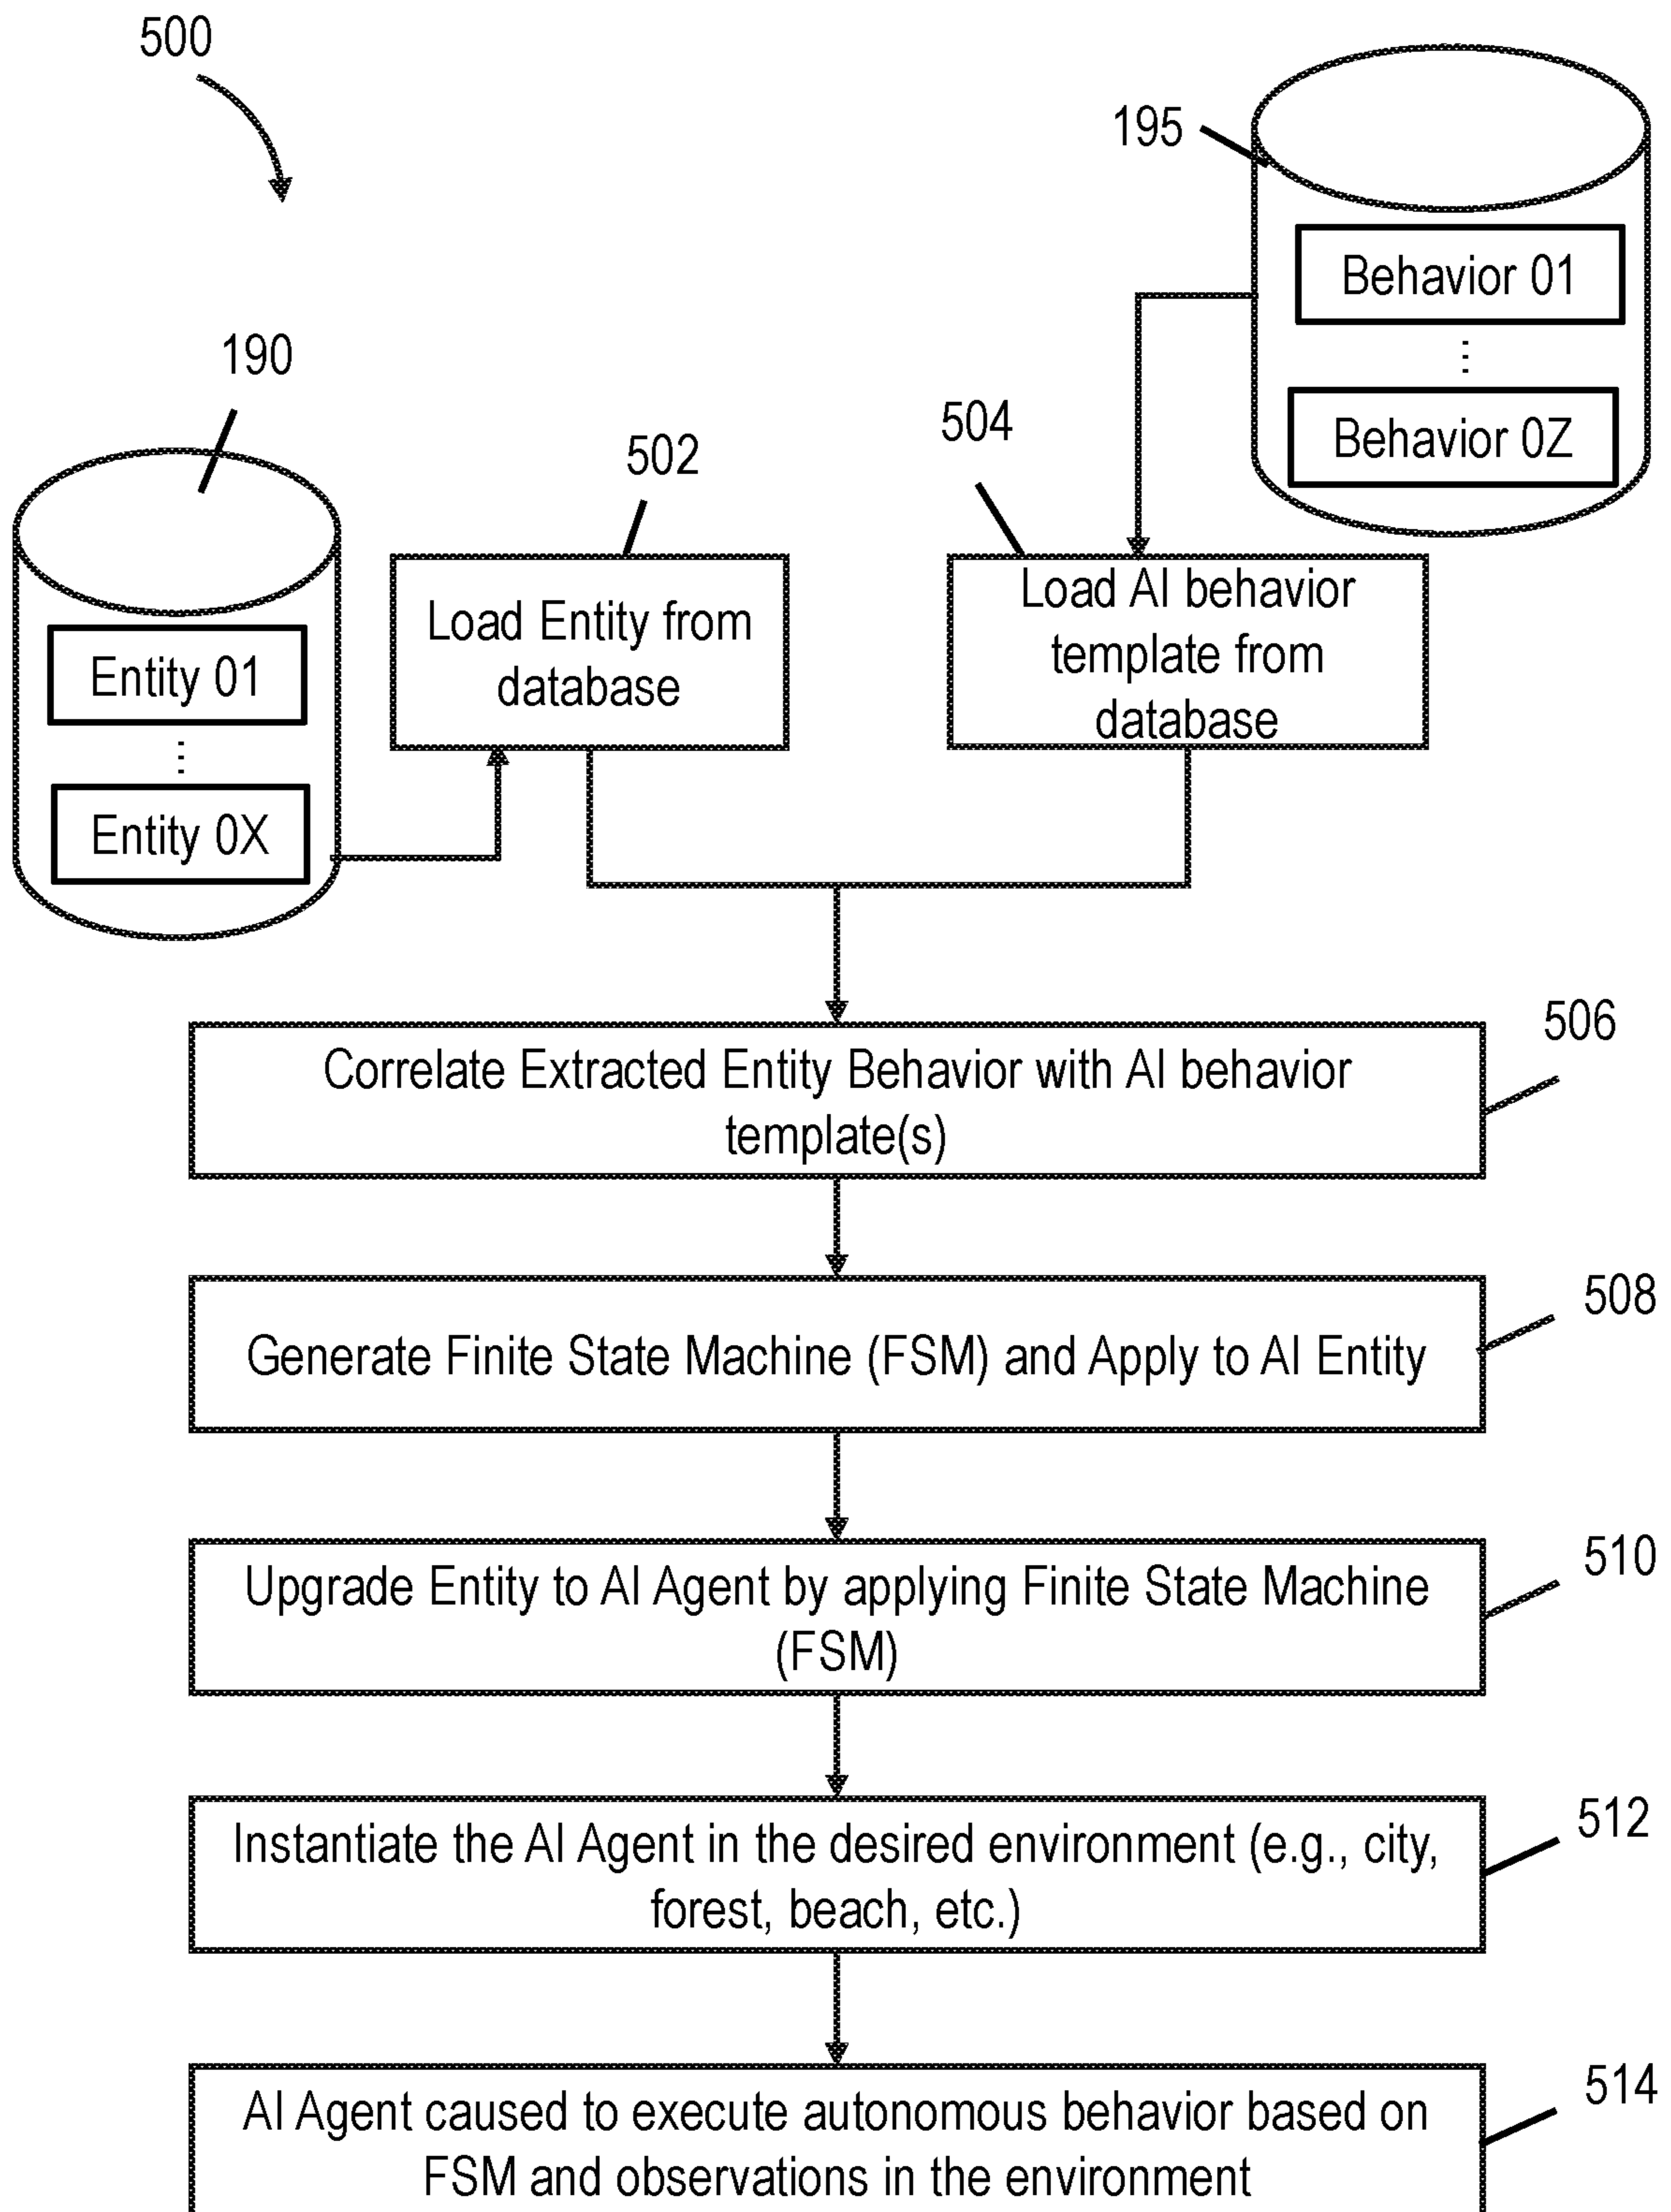 500
195
Behavior 01
⋮
Behavior 0Z
190
502
504
Entity 01
⋮
Entity 0X
Load Entity from
database
Load AI behavior
template from
database
506
Correlate Extracted Entity Behavior with AI behavior
template(s)
508
Generate Finite State Machine (FSM) and Apply to AI Entity
510
Upgrade Entity to AI Agent by applying Finite State Machine
(FSM)
512
Instantiate the AI Agent in the desired environment (e.g., city,
forest, beach, etc.)
514
AI Agent caused to execute autonomous behavior based on
FSM and observations in the environment